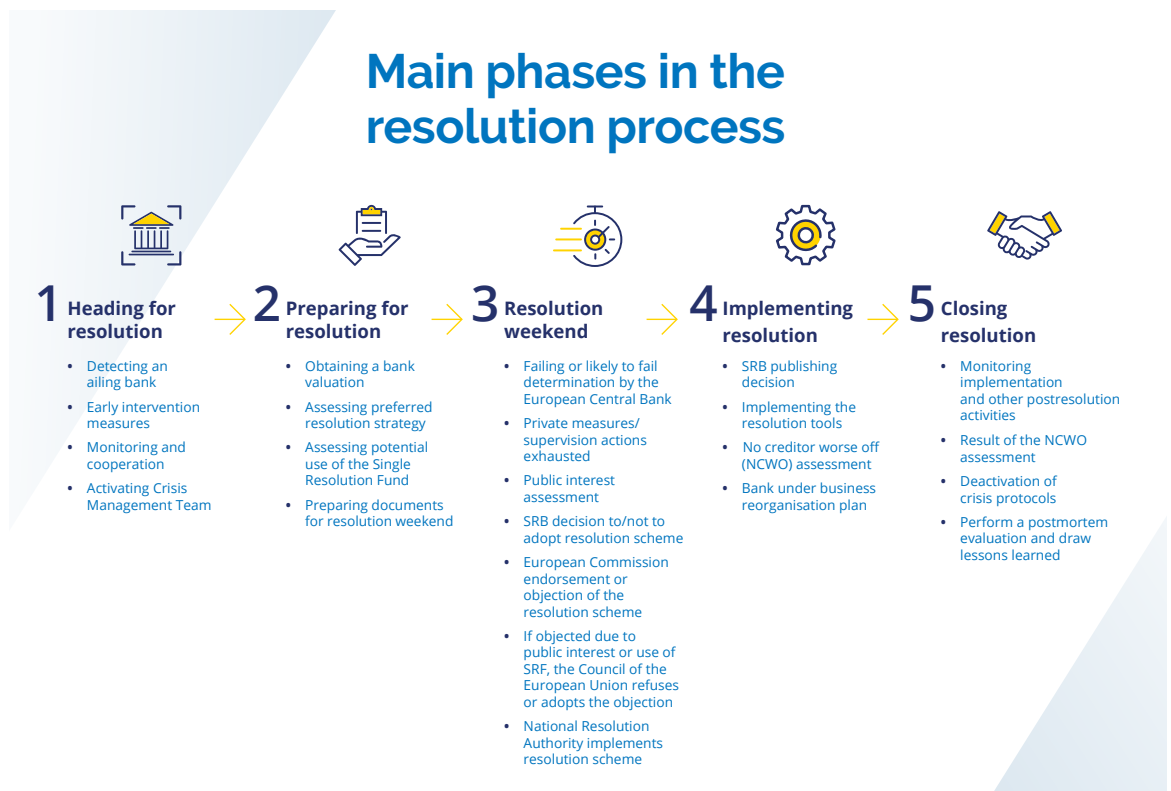 Main phases in the
resolution process
1 Heading for
resolution
• Detecting an
ailing bank
• Early intervention
measures
• Monitoring and
cooperation
• Activating Crisis
Management Team
2 Preparing for
resolution
• Obtaining a bank
valuation
• Assessing preferred
resolution strategy
• Assessing potential
use of the Single
Resolution Fund
• Preparing documents
for resolution weekend
3 Resolution
weekend
• Failing or likely to fail
determination by the
European Central Bank
• Private measures/
supervision actions
exhausted
• Public interest
assessment
• SRB decision to/not to
adopt resolution scheme
• European Commission
endorsement or
objection of the
resolution scheme
• If objected due to
public interest or use of
SRF, the Council of the
European Union refuses
or adopts the objection
• National Resolution
Authority implements
resolution scheme
4 Implementing
resolution
• SRB publishing
decision
• Implementing the
resolution tools
• No creditor worse off
(NCWO) assessment
• Bank under business
reorganisation plan
5 Closing
resolution
• Monitoring
implementation
and other postresolution
activities
• Result of the NCWO
assessment
• Deactivation of
crisis protocols
• Perform a postmortem
evaluation and draw
lessons learned